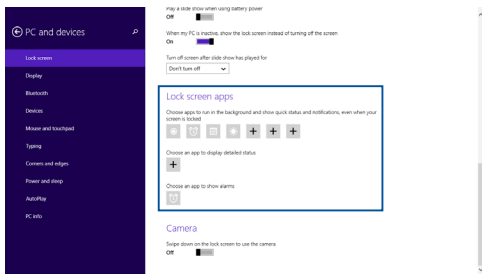 PC and devices
Lock screen
Display
Bluetooth
Devices
Mouse and touchpad
Typing
Corners and edges
Power and sleep
AutoPlay
PC info
Play a slide show when using battery power
Off
When my PC is inactive, show the lock screen instead of turning off the screen
On
Turn off screen after slide show has played for
Don't turn off
Lock screen apps
Choose apps to run in the background and show quick status and notifications, even when your
screen is locked
Choose an app to display detailed status
Choose an app to show alarms
Camera
Swipe down on the lock screen to use the camera
Off